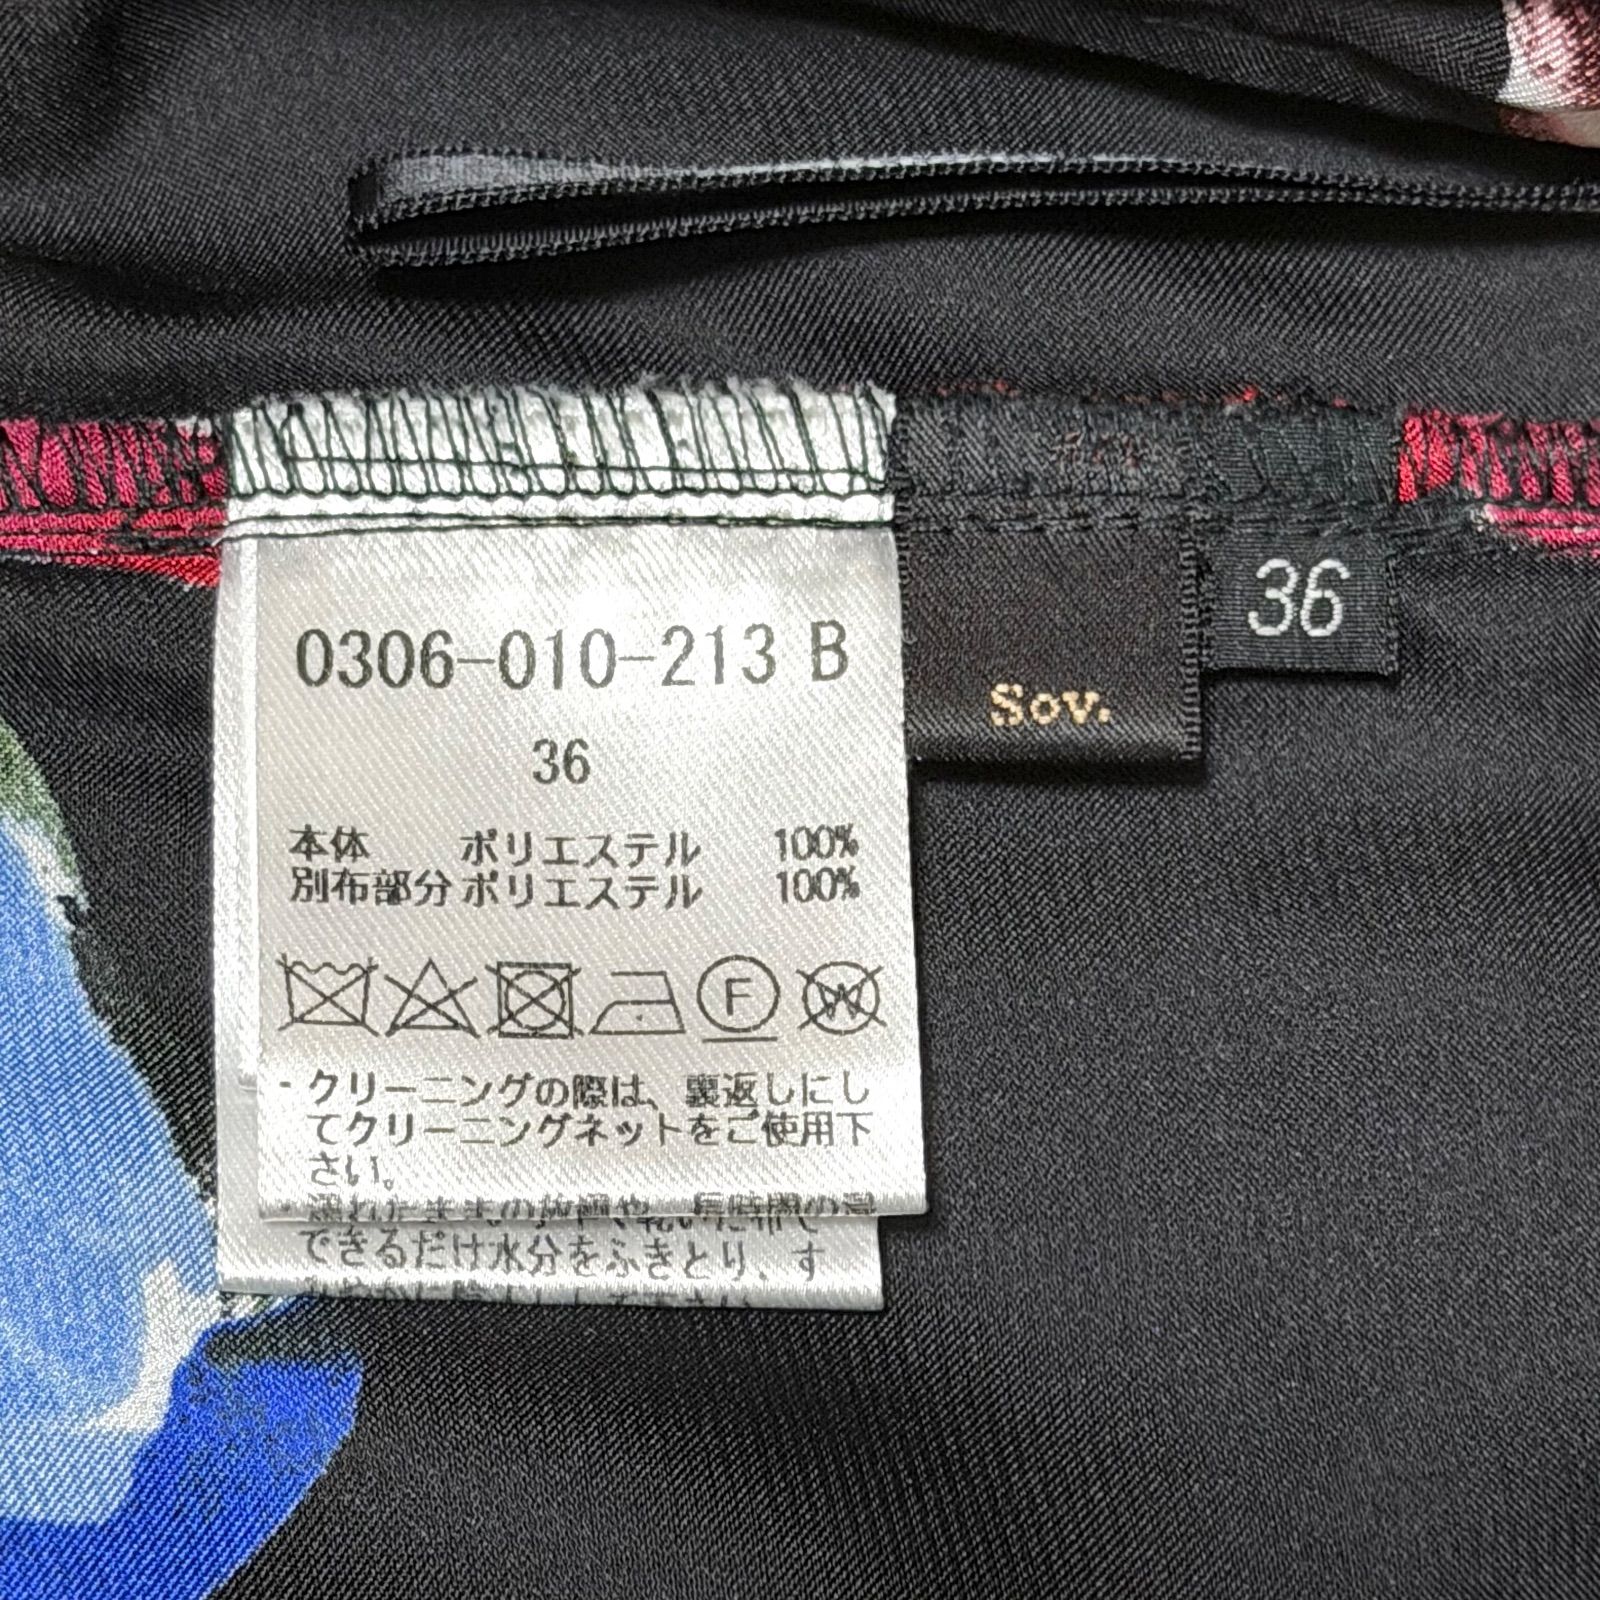 0306-010-213 B
36
本体 ポリエステル 100%
別布部分 ポリエステル 100%
F W
・クリーニングの際は、裏返しにし
てクリーニングネットをご使用下
さい。
できるだけ水分をふきとり、す
Sov.
36